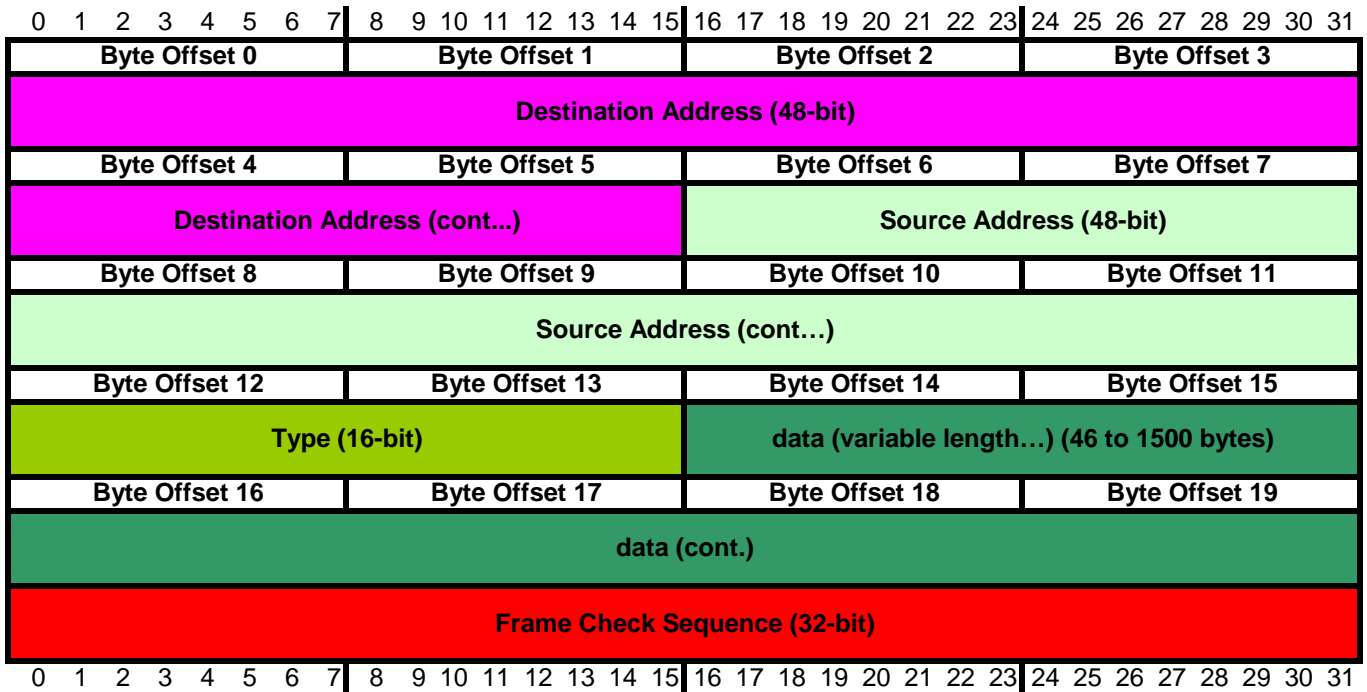 0 1 2 3 4 5 6 7 8 9 10 11 12 13 14 15 16 17 18 19 20 21 22 23 24 25 26 27 28 29 30 31
Byte Offset 0 Byte Offset 1 Byte Offset 2 Byte Offset 3
Destination Address (48-bit)
Byte Offset 4 Byte Offset 5 Byte Offset 6 Byte Offset 7
Destination Address (cont...) Source Address (48-bit)
Byte Offset 8 Byte Offset 9 Byte Offset 10 Byte Offset 11
Source Address (cont…)
Byte Offset 12 Byte Offset 13 Byte Offset 14 Byte Offset 15
Type (16-bit) data (variable length…) (46 to 1500 bytes)
Byte Offset 16 Byte Offset 17 Byte Offset 18 Byte Offset 19
data (cont.)
Frame Check Sequence (32-bit)
0 1 2 3 4 5 6 7 8 9 10 11 12 13 14 15 16 17 18 19 20 21 22 23 24 25 26 27 28 29 30 31